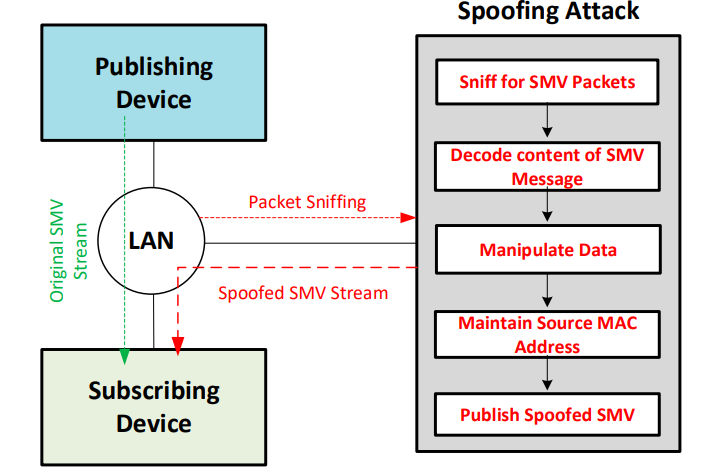 Spoofing Attack
Publishing
Device
Sniff for SMV Packets
Decode content of SMV
Message
Packet Sniffing
LAN
Original SMV
Stream
Manipulate Data
Spoofed SMV Stream
Maintain Source MAC
Address
Subscribing
Device
Publish Spoofed SMV